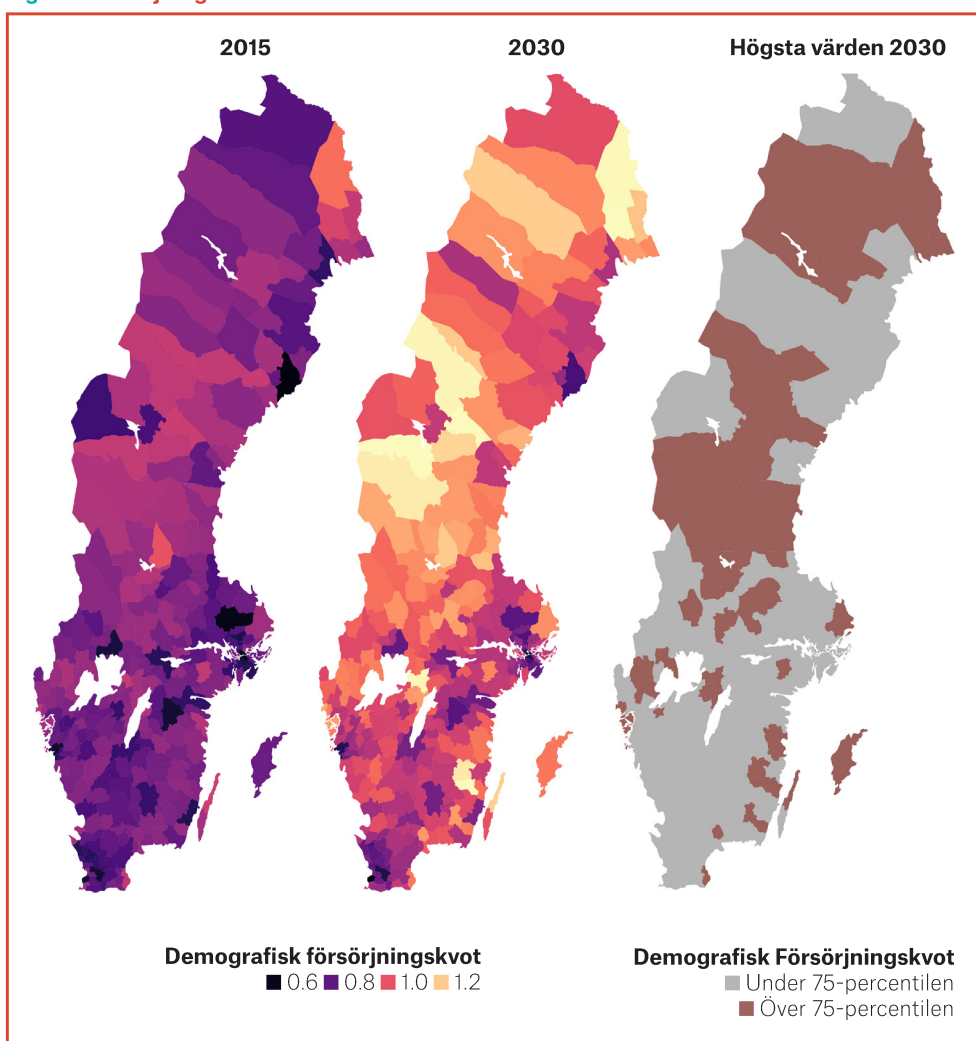 2015
2030
Högsta värden 2030
Demografisk försörjningskvot
0.6 0.8 1.0 1.2
Demografisk Försörjningskvot
Under 75-percentilen
Över 75-percentilen